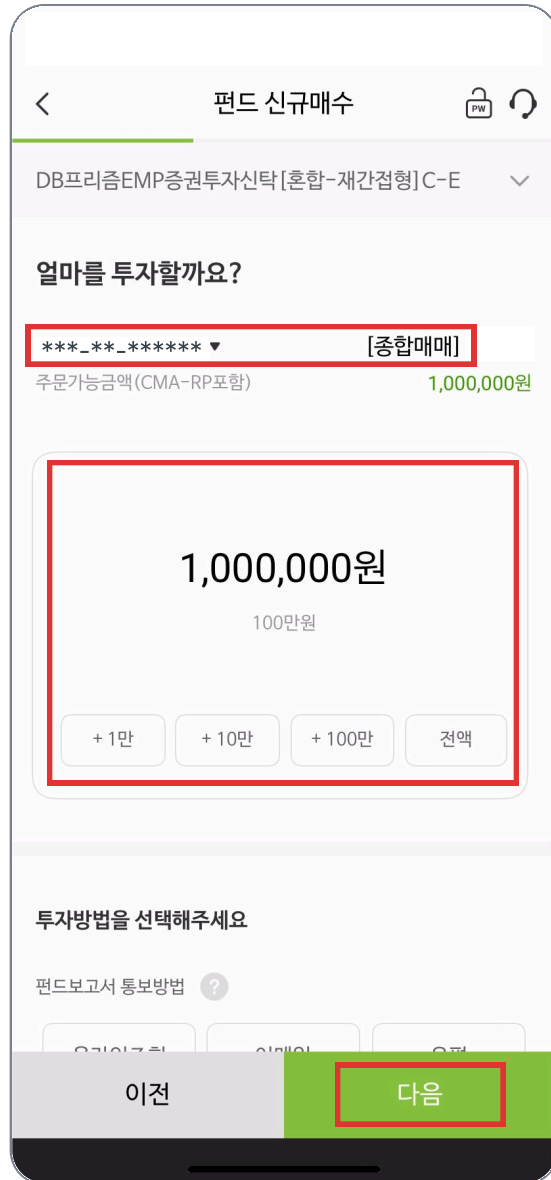 펀드 신규매수
PW
DB프리즘EMP증권투자신탁[혼합-재간접형]C-E
얼마를 투자할까요?
***-**-****** ▼ [종합매매]
주문가능금액(CMA-RP포함) 1,000,000원
1,000,000원
100만원
+ 1만 + 10만 + 100만 전액
투자방법을 선택해주세요
펀드보고서 통보방법 ?
이전 다음